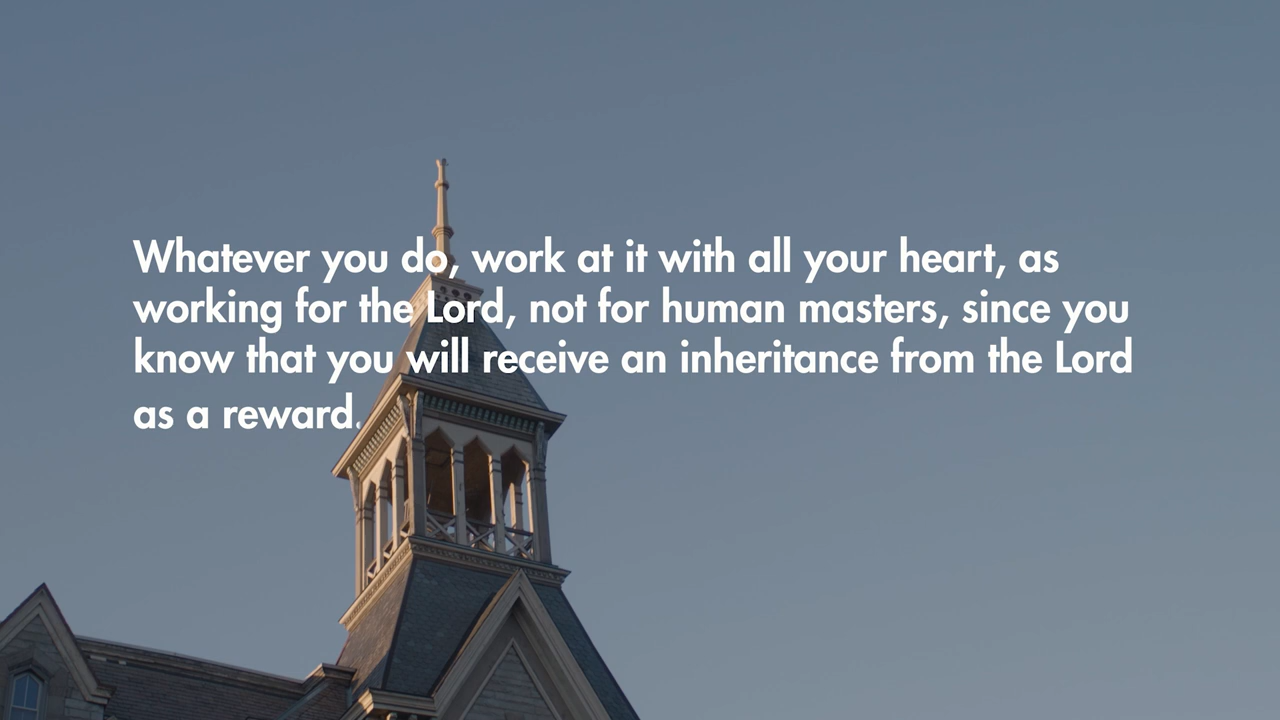 Whatever you do, work at it with all your heart, as
working for the Lord, not for human masters, since you
know that you will receive an inheritance from the Lord
as a reward.